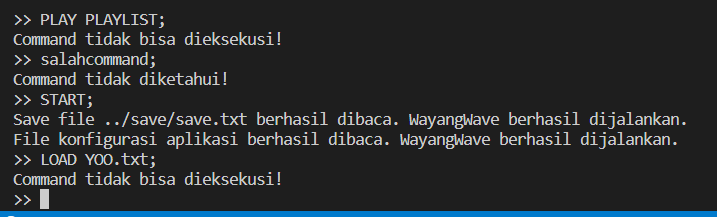 >> PLAY PLAYLIST;
Command tidak bisa dieksekusi!
>> salahcommand;
Command tidak diketahui!
>> START;
Save file ../save/save.txt berhasil dibaca. WayangWave berhasil dijalankan.
File konfigurasi aplikasi berhasil dibaca. WayangWave berhasil dijalankan.
>> LOAD YOO.txt;
Command tidak bisa dieksekusi!
>>